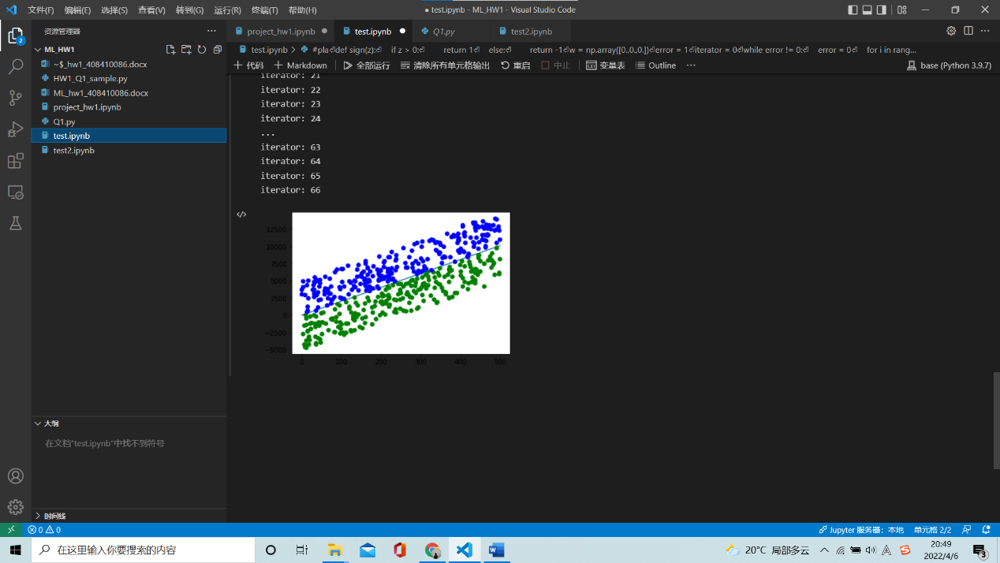 文件(F) 编辑(E) 选择(S) 查看(V) 转到(G) 运行(R) 终端(T) 帮助(H)
● test.ipynb - ML_HW1 - Visual Studio Code
资源管理器 ···
project_hw1.ipynb ● test.ipynb ● Q1.py test2.ipynb
ML_HW1
test.ipynb > #pla⏎def sign(z):⏎ if z > 0:⏎ return 1⏎ else:⏎ return -1⏎w = np.array([0.,0.,0.])⏎error = 1⏎iterator = 0⏎while error != 0:⏎ error = 0⏎ for i in rang...
~$_hw1_408410086.docx
HW1_Q1_sample.py
ML_hw1_408410086.docx
project_hw1.ipynb
Q1.py
test.ipynb
test2.ipynb
+ 代码 + Markdown 全部运行 清除所有单元格输出 重启 中止 变量表 Outline ···
base (Python 3.9.7)
iterator: 21
iterator: 22
iterator: 23
iterator: 24
...
iterator: 63
iterator: 64
iterator: 65
iterator: 66
12500
10000
7500
5000
2500
0
−2500
−5000
0 100 200 300 400 500
大纲
在文档"test.ipynb"中找不到符号
时间线
2
0 0
Jupyter 服务器: 本地 单元格 2/2
在这里输入你要搜索的内容
20°C 局部多云
20:49
2022/4/6
3